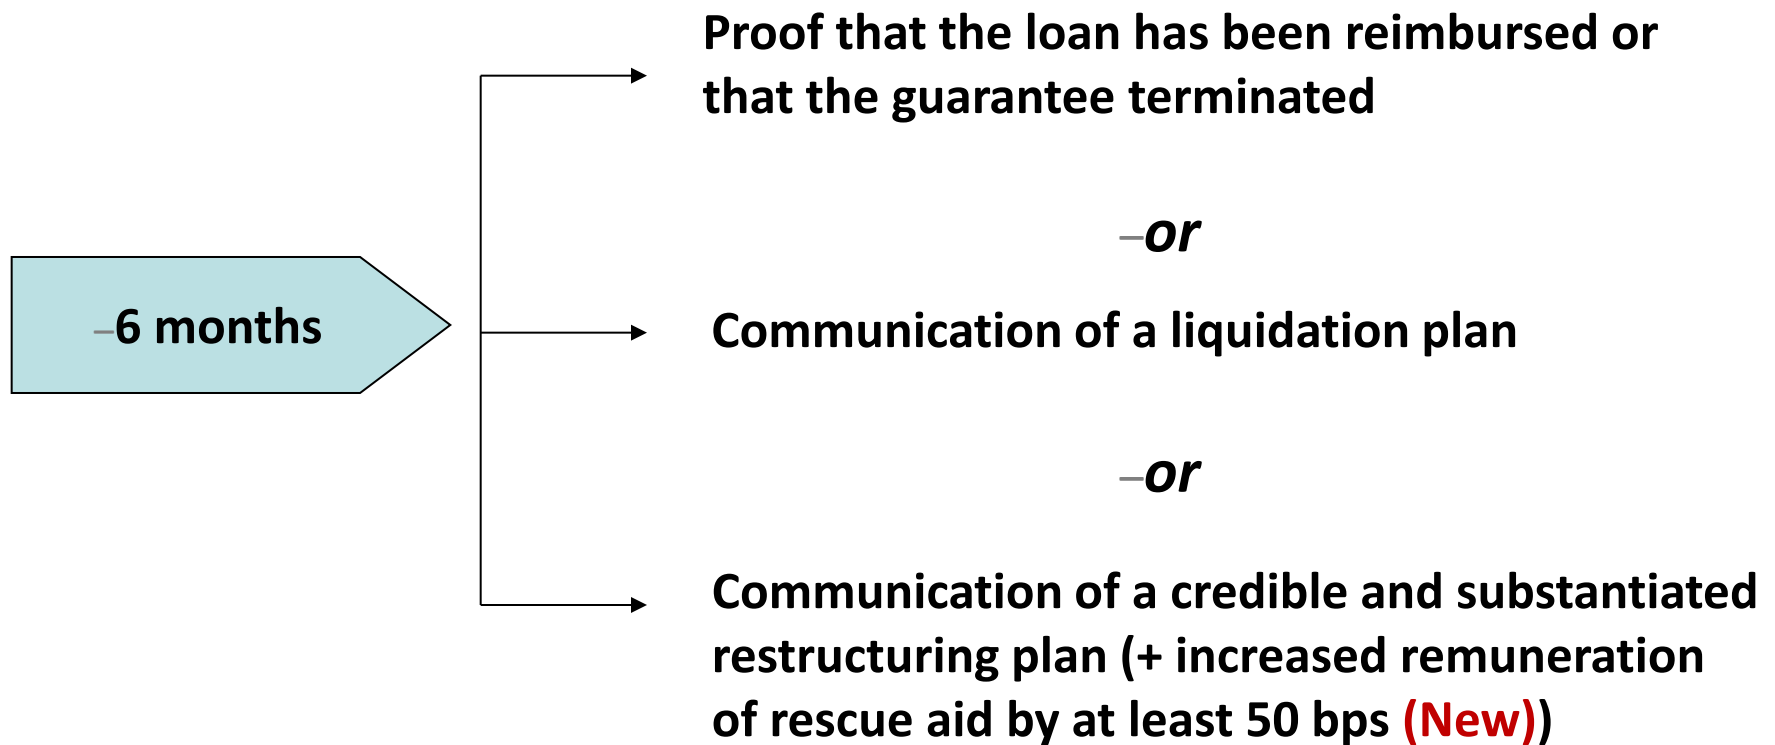 Proof that the loan has been reimbursed or
that the guarantee terminated
–or
–6 months
Communication of a liquidation plan
–or
Communication of a credible and substantiated
restructuring plan (+ increased remuneration
of rescue aid by at least 50 bps (New))